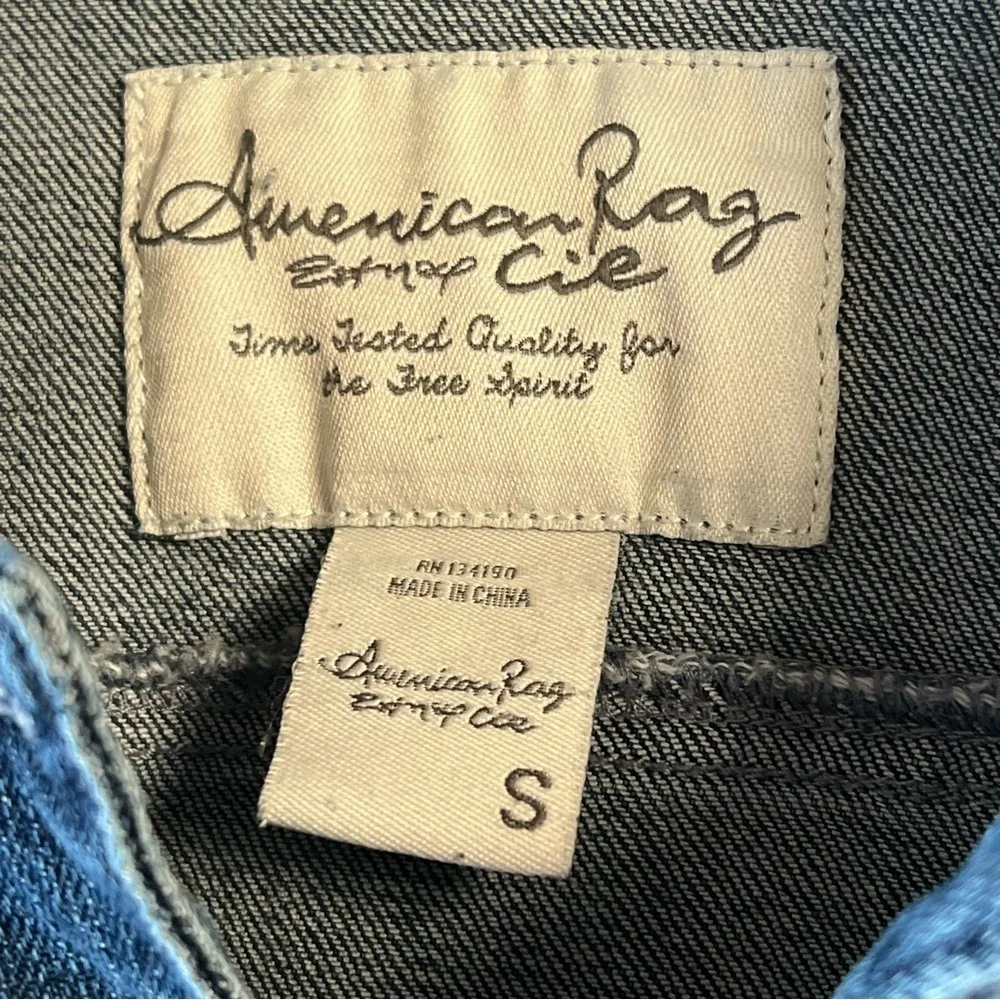 American Rag
Cie
Time Tested Quality for
the Free Spirit
RN 134190
MADE IN CHINA
American Rag
Cie
S